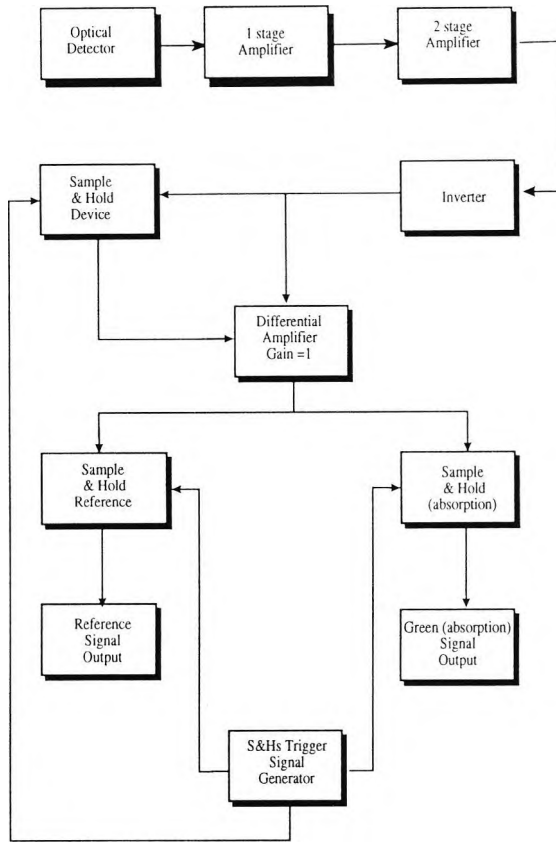 Optical
Detector
1 stage
Amplifier
2 stage
Amplifier
Sample
& Hold
Device
Inverter
Differential
Amplifier
Gain =1
Sample
& Hold
Reference
Sample
& Hold
(absorption)
Reference
Signal
Output
Green (absorption)
Signal
Output
S&Hs Trigger
Signal
Generator